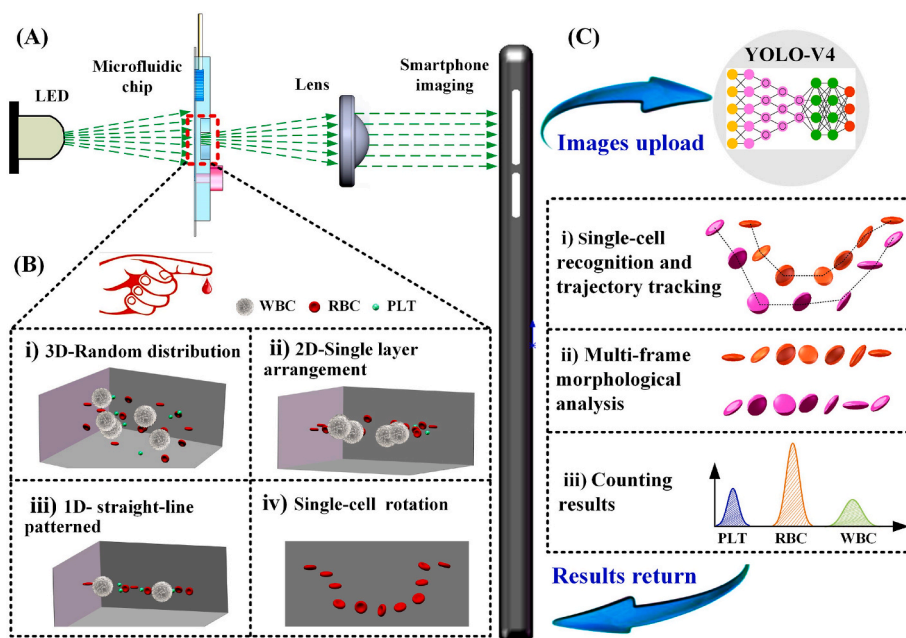 (A)
LED
Microfluidic
chip
Lens
Smartphone
imaging
(B)
WBC
RBC
PLT
i) 3D-Random distribution
ii) 2D-Single layer
arrangement
iii) 1D- straight-line
patterned
iv) Single-cell rotation
(C)
YOLO-V4
Images upload
i) Single-cell
recognition and
trajectory tracking
ii) Multi-frame
morphological
analysis
iii) Counting
results
PLT
RBC
WBC
Results return